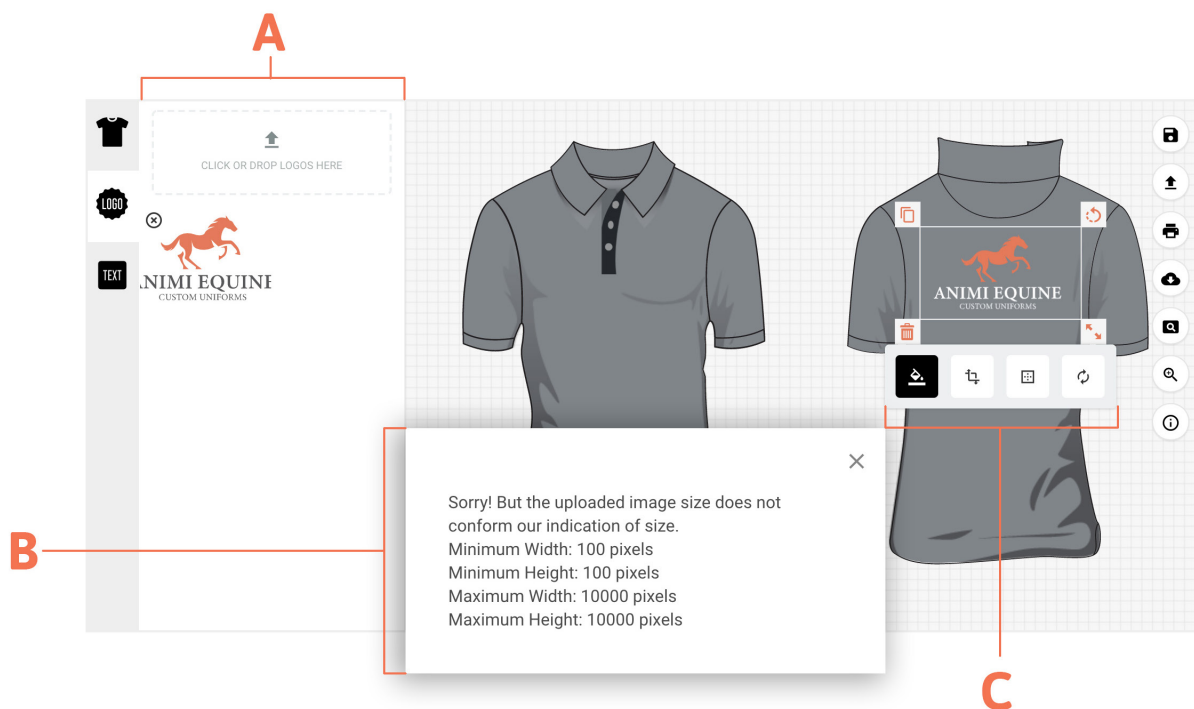 A
CLICK OR DROP LOGOS HERE
LOGO
TEXT
NIMI EQUINE
CUSTOM UNIFORMS
ANIMI EQUINE
CUSTOM UNIFORMS
B
Sorry! But the uploaded image size does not
conform our indication of size.
Minimum Width: 100 pixels
Minimum Height: 100 pixels
Maximum Width: 10000 pixels
Maximum Height: 10000 pixels
C